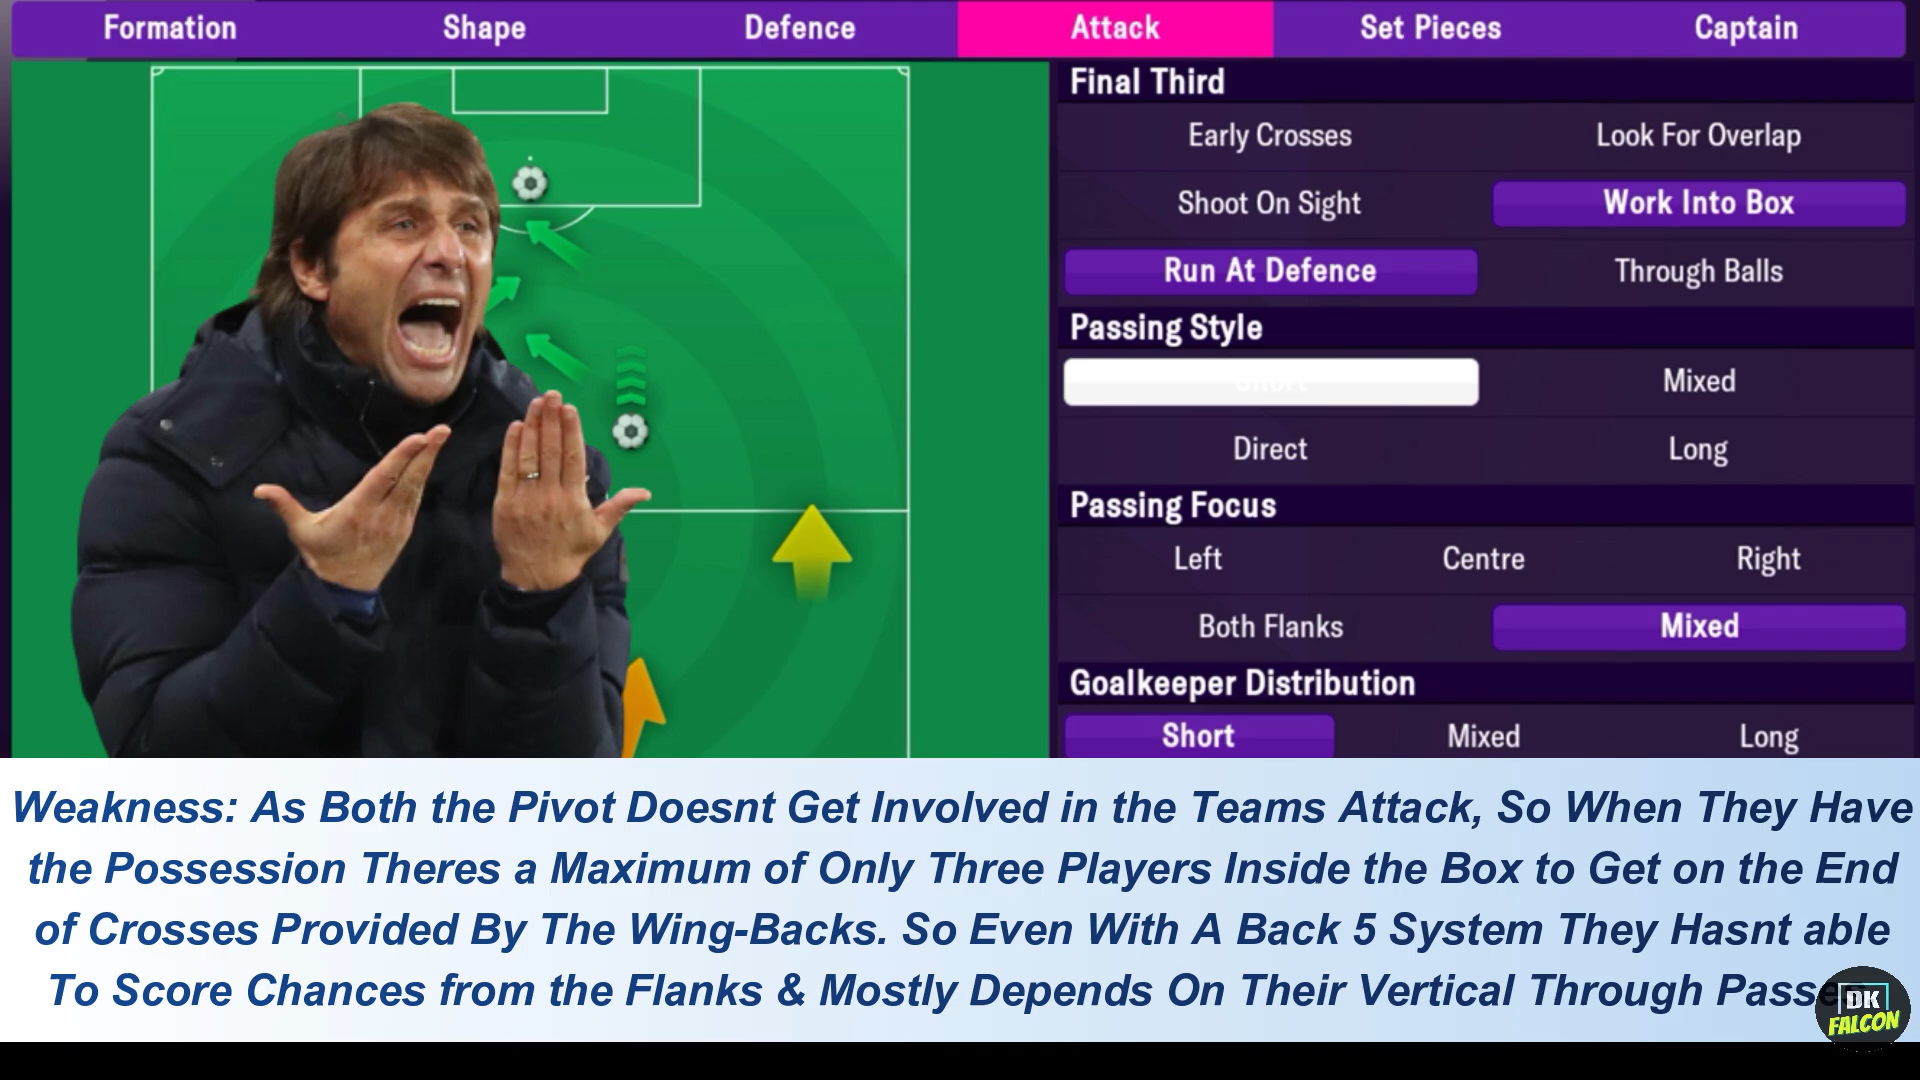 Formation Shape Defence Attack Set Pieces Captain
Final Third
Early Crosses Look For Overlap
Shoot On Sight Work Into Box
Run At Defence Through Balls
Passing Style
Short Mixed
Direct Long
Passing Focus
Left Centre Right
Both Flanks Mixed
Goalkeeper Distribution
Short Mixed Long
Weakness: As Both the Pivot Doesnt Get Involved in the Teams Attack, So When They Have
the Possession Theres a Maximum of Only Three Players Inside the Box to Get on the End
of Crosses Provided By The Wing-Backs. So Even With A Back 5 System They Hasnt able
To Score Chances from the Flanks & Mostly Depends On Their Vertical Through Passes
DK
FALCON